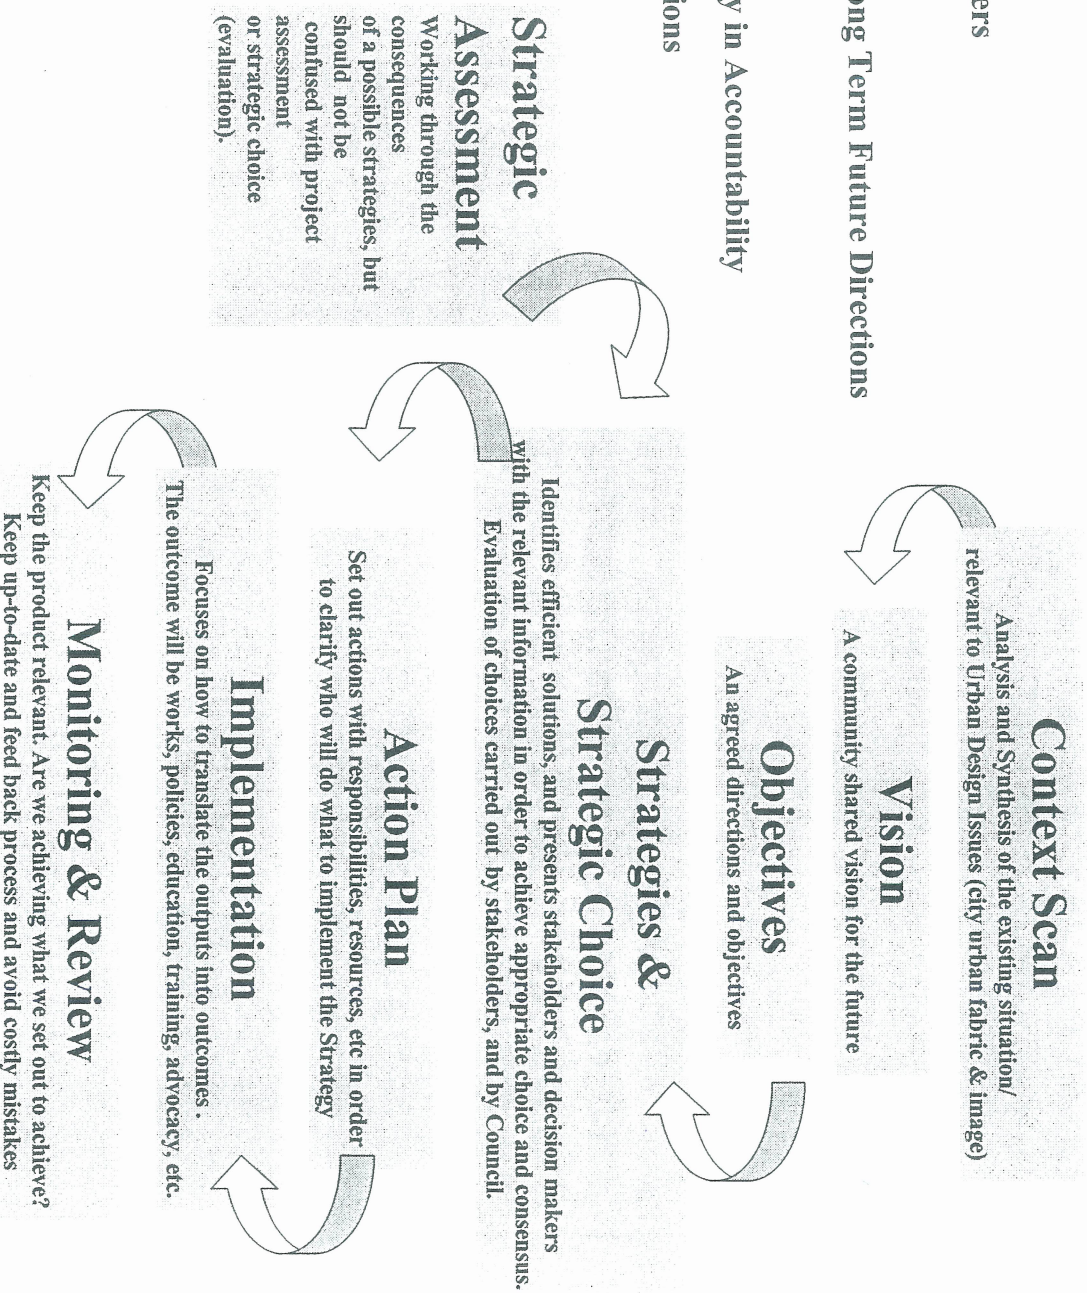 ers
ong Term Future Directions
y in Accountability
ions
Strategic
Assessment
Working through the
consequences
of a possible strategies, but
should not be
confused with project
assessment
or strategic choice
(evaluation).
Context Scan
Analysis and Synthesis of the existing situation/
relevant to Urban Design Issues (city urban fabric & image)
Vision
A community shared vision for the future
Objectives
An agreed directions and objectives
Strategies &
Strategic Choice
Identifies efficient solutions, and presents stakeholders and decision makers
with the relevant information in order to achieve appropriate choice and consensus.
Evaluation of choices carried out by stakeholders, and by Council.
Action Plan
Set out actions with responsibilities, resources, etc in order
to clarify who will do what to implement the Strategy
Implementation
Focuses on how to translate the outputs into outcomes .
The outcome will be works, policies, education, training, advocacy, etc.
Monitoring & Review
Keep the product relevant. Are we achieving what we set out to achieve?
Keep up-to-date and feed back process and avoid costly mistakes